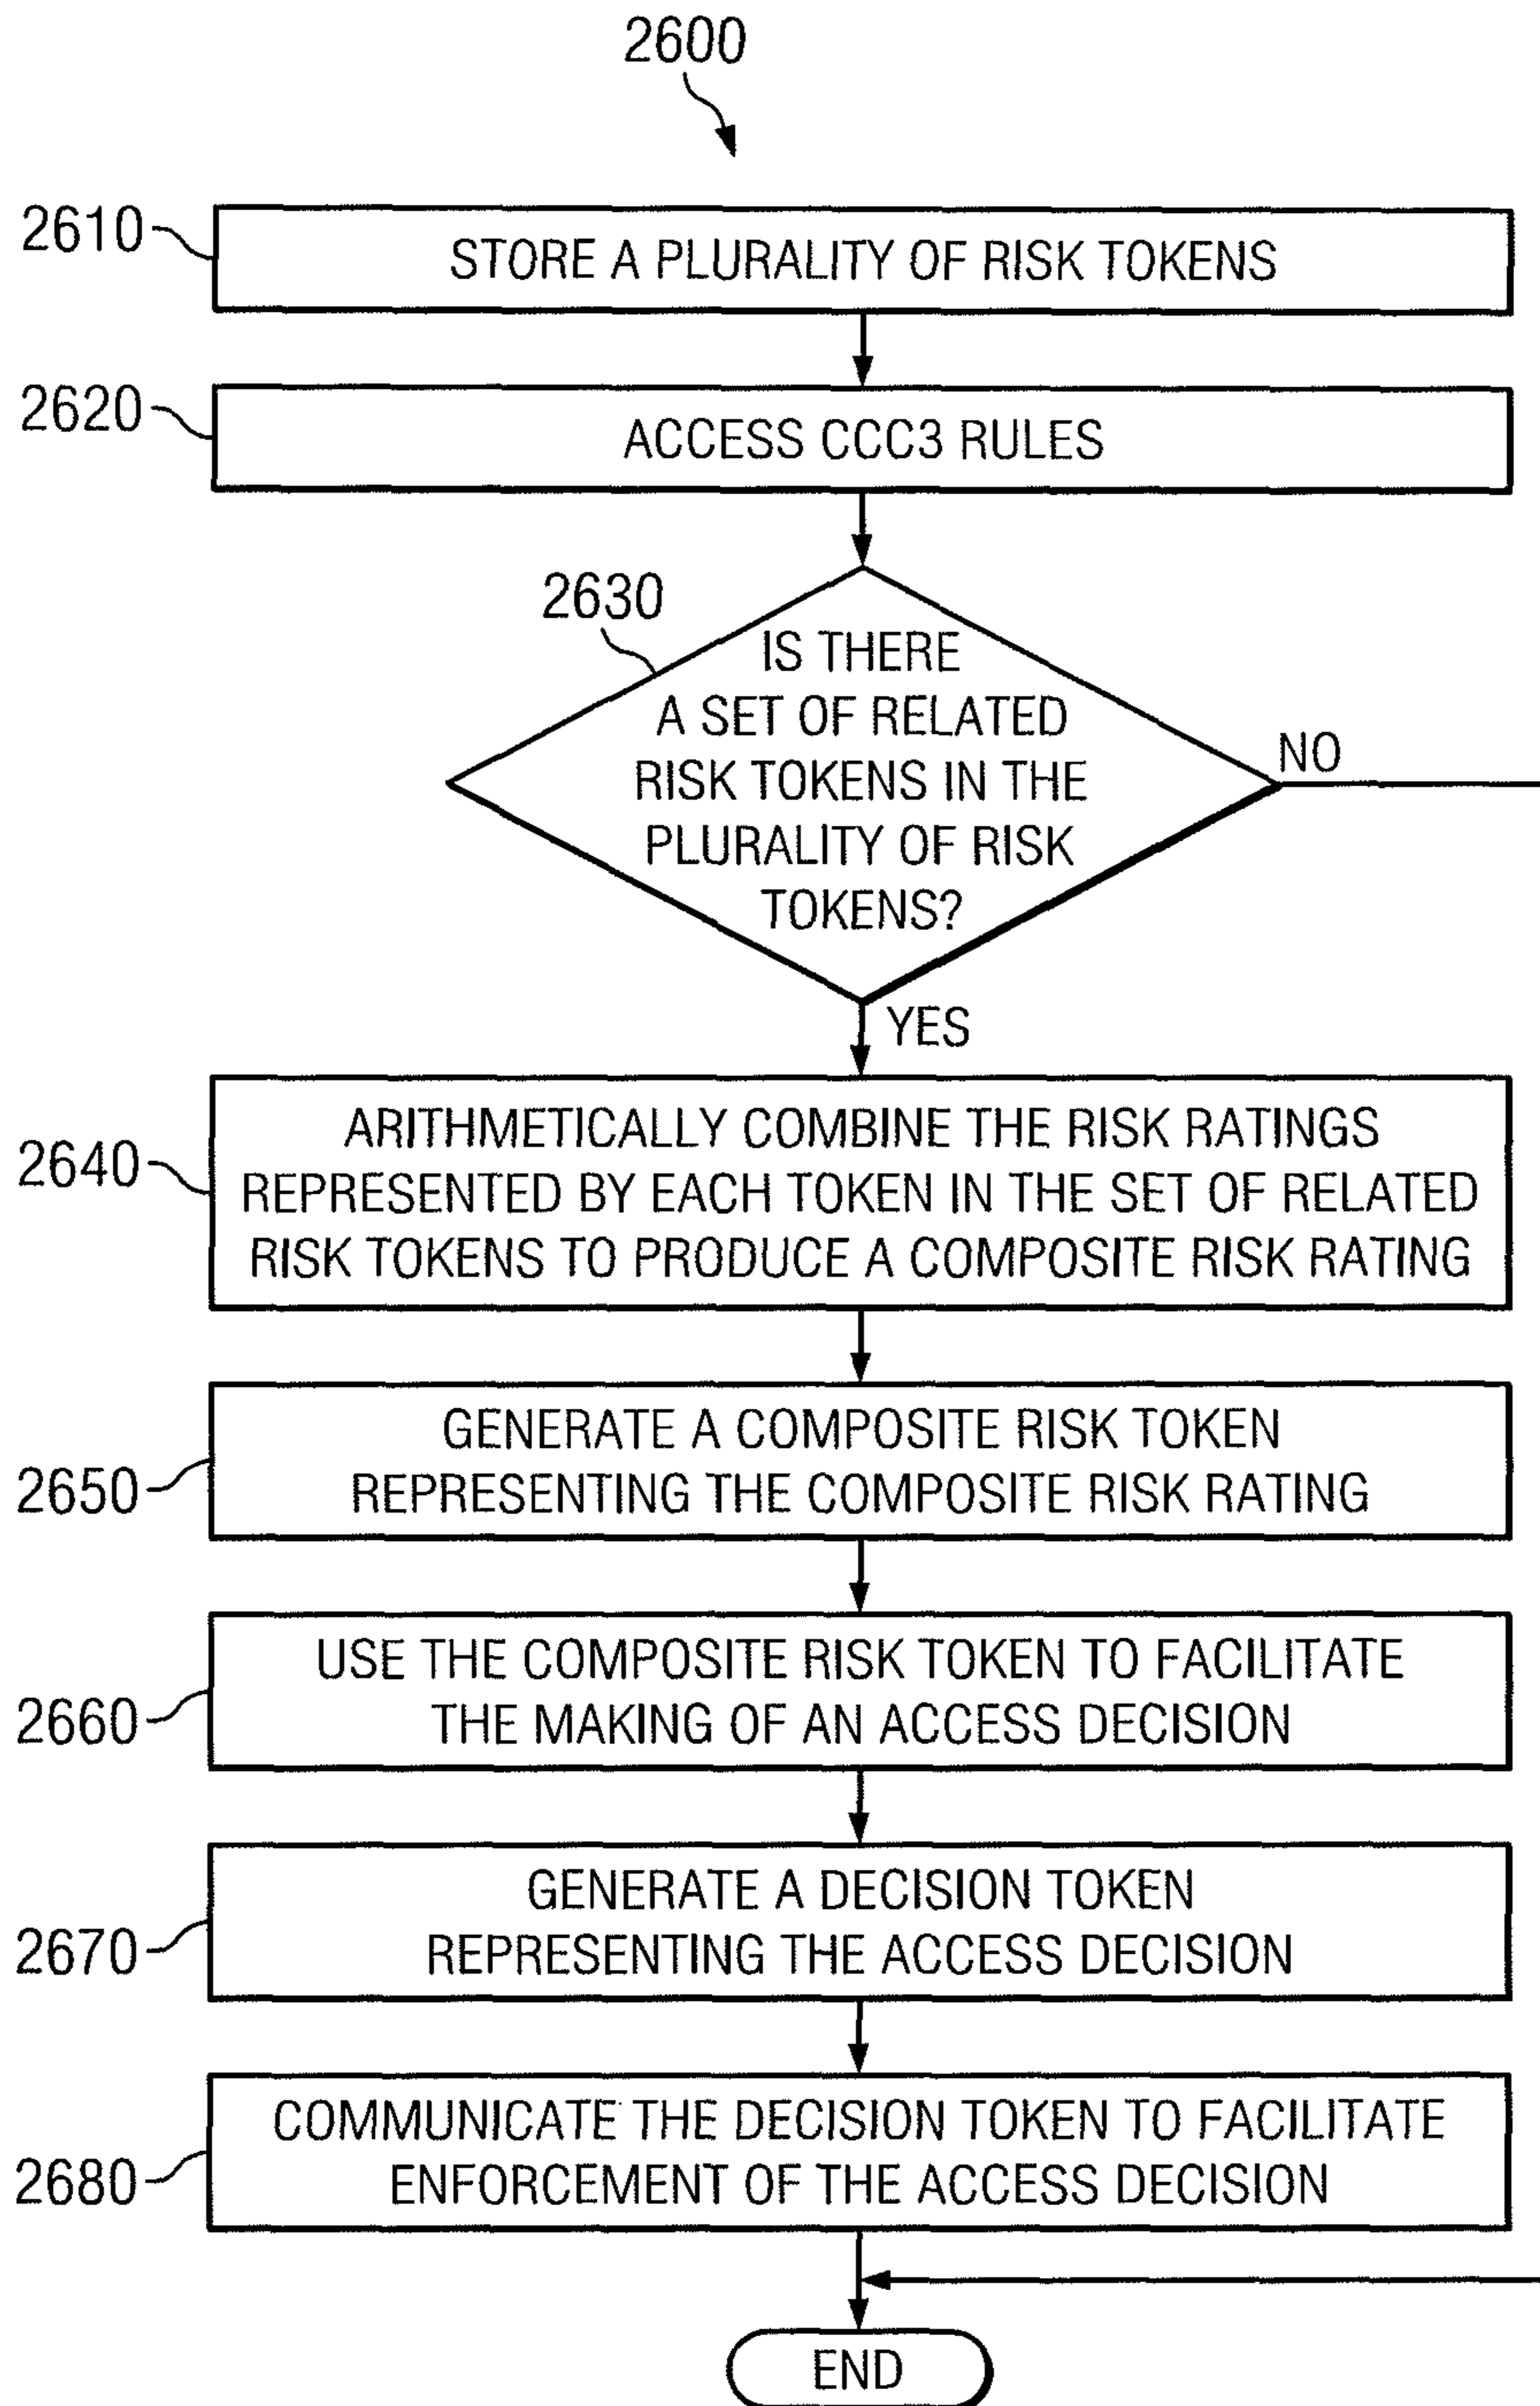 2600
2610
STORE A PLURALITY OF RISK TOKENS
2620
ACCESS CCC3 RULES
2630
IS THERE
A SET OF RELATED
RISK TOKENS IN THE
PLURALITY OF RISK
TOKENS?
NO
YES
2640
ARITHMETICALLY COMBINE THE RISK RATINGS
REPRESENTED BY EACH TOKEN IN THE SET OF RELATED
RISK TOKENS TO PRODUCE A COMPOSITE RISK RATING
2650
GENERATE A COMPOSITE RISK TOKEN
REPRESENTING THE COMPOSITE RISK RATING
2660
USE THE COMPOSITE RISK TOKEN TO FACILITATE
THE MAKING OF AN ACCESS DECISION
2670
GENERATE A DECISION TOKEN
REPRESENTING THE ACCESS DECISION
2680
COMMUNICATE THE DECISION TOKEN TO FACILITATE
ENFORCEMENT OF THE ACCESS DECISION
END